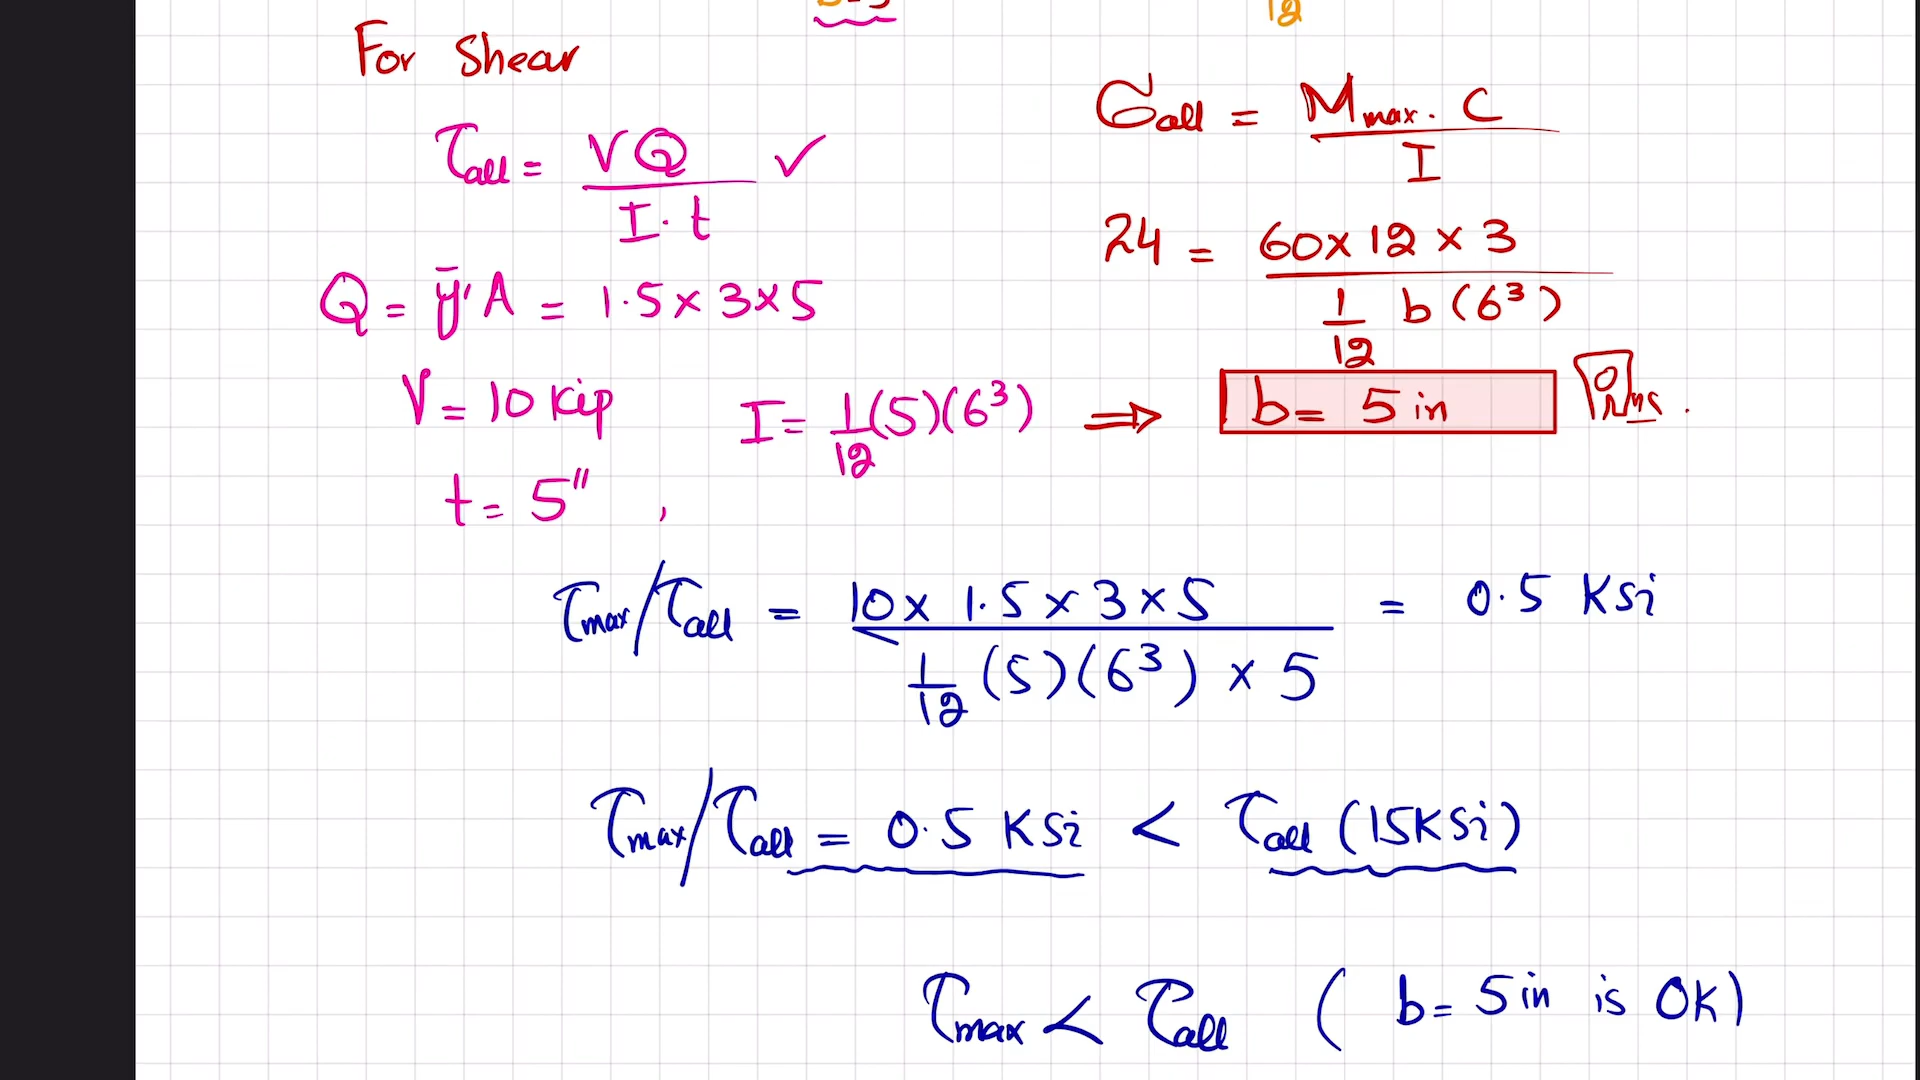 For Shear
τall = VQ / I·t ✓
Q = ȳ'A = 1.5 x 3 x 5
V = 10 kip
I = 1/12 (5)(6³)
t = 5" ,
σall = Mmax. C / I
24 = 60 x 12 x 3 / 1/12 b (6³)
⇒ b = 5 in
τmax/τall = 10 x 1.5 x 3 x 5 / 1/12 (5)(6³) x 5 = 0.5 Ksi
τmax/τall = 0.5 Ksi < τall (15Ksi)
τmax < τall ( b = 5 in is OK)